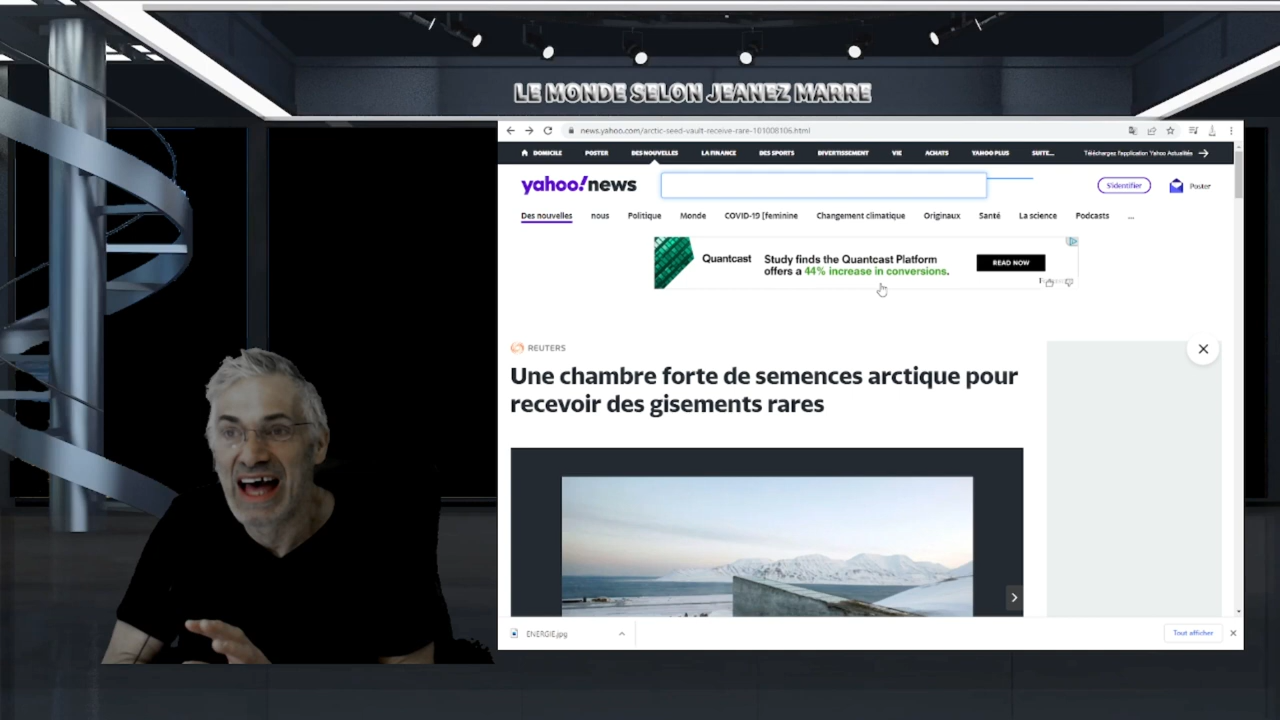 LE MONDE SELON JEANEZ MARRE
news.yahoo.com/arctic-seed-vault-receive-rare-101008106.html
DOMICILE POSTER DES NOUVELLES LA FINANCE DES SPORTS DIVERTISSEMENT VIE ACHATS YAHOO PLUS SUITE... Téléchargez l'application Yahoo Actualités
yahoo!news S'identifier Poster
Des nouvelles nous Politique Monde COVID-19 [feminine Changement climatique Originaux Santé La science Podcasts ...
Quantcast Study finds the Quantcast Platform
offers a 44% increase in conversions.
READ NOW
REUTERS
Une chambre forte de semences arctique pour
recevoir des gisements rares
ENERGIE.jpg Tout afficher